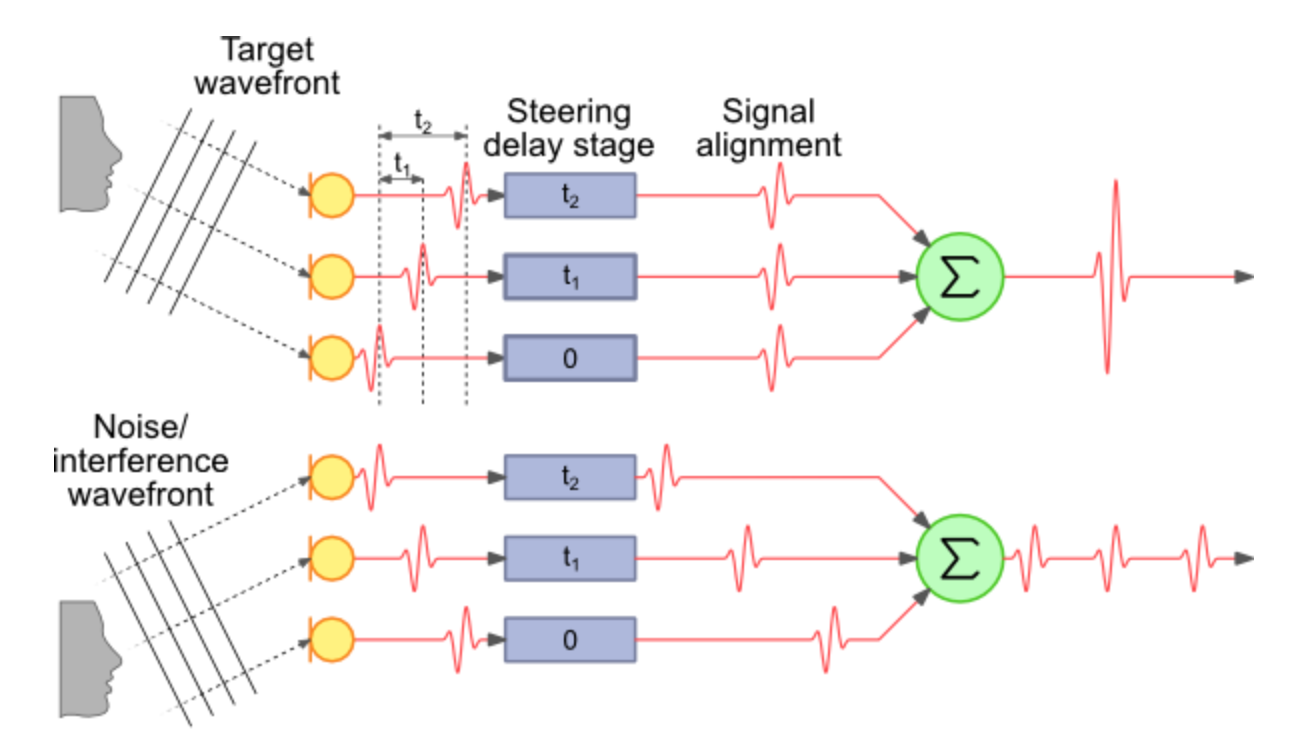 Target
wavefront
Steering
delay stage
Signal
alignment
t₂
t₁
t₂
t₁
0
Σ
Noise/
interference
wavefront
t₂
t₁
0
Σ